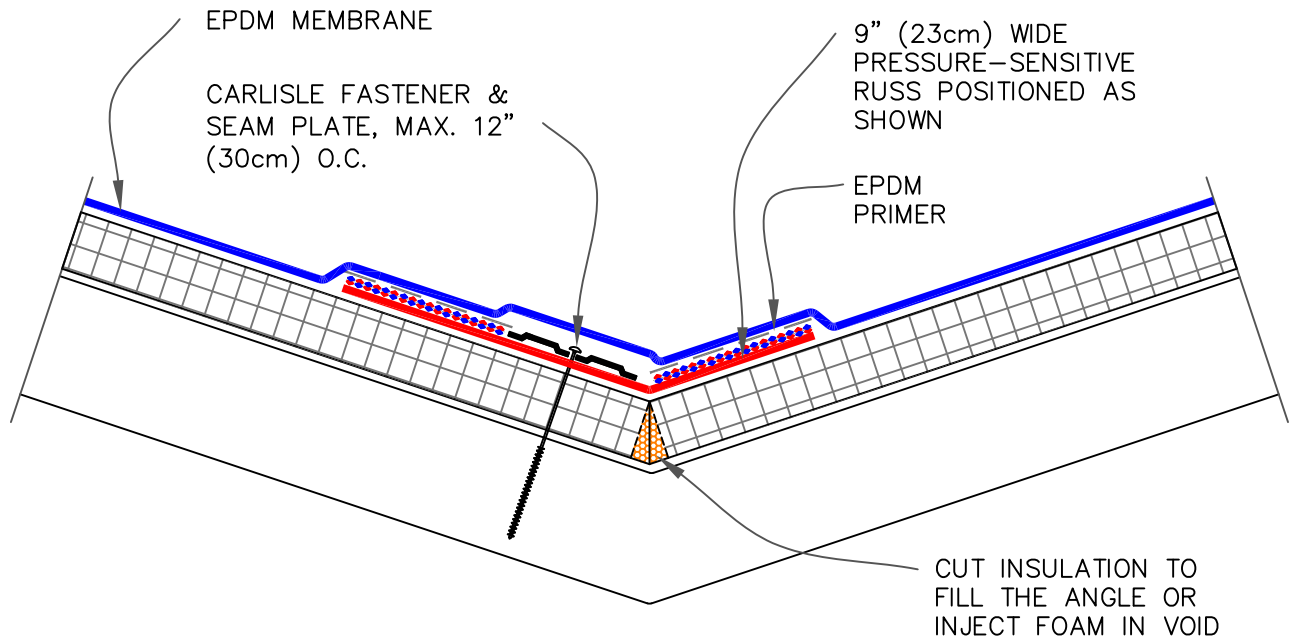 EPDM MEMBRANE
CARLISLE FASTENER &
SEAM PLATE, MAX. 12”
(30cm) O.C.
9” (23cm) WIDE
PRESSURE–SENSITIVE
RUSS POSITIONED AS
SHOWN
EPDM
PRIMER
CUT INSULATION TO
FILL THE ANGLE OR
INJECT FOAM IN VOID